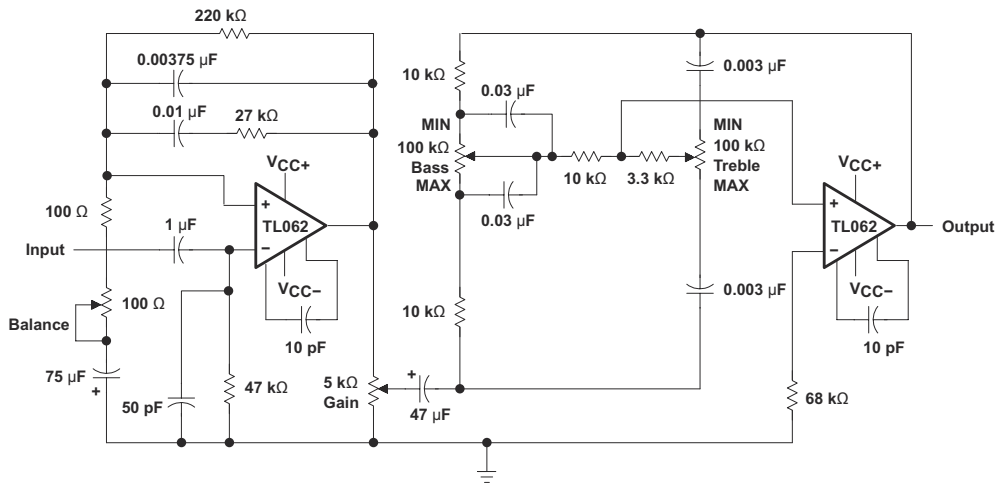 220 kΩ
0.00375 µF
0.01 µF
27 kΩ
VCC+
+
TL062
−
VCC−
10 pF
100 Ω
1 µF
Input
100 Ω
Balance
75 µF
+
50 pF
47 kΩ
5 kΩ
Gain
+
47 µF
10 kΩ
0.03 µF
MIN
100 kΩ
Bass
MAX
0.03 µF
10 kΩ
10 kΩ
3.3 kΩ
0.003 µF
MIN
100 kΩ
Treble
MAX
0.003 µF
VCC+
+
TL062
−
VCC−
10 pF
Output
68 kΩ